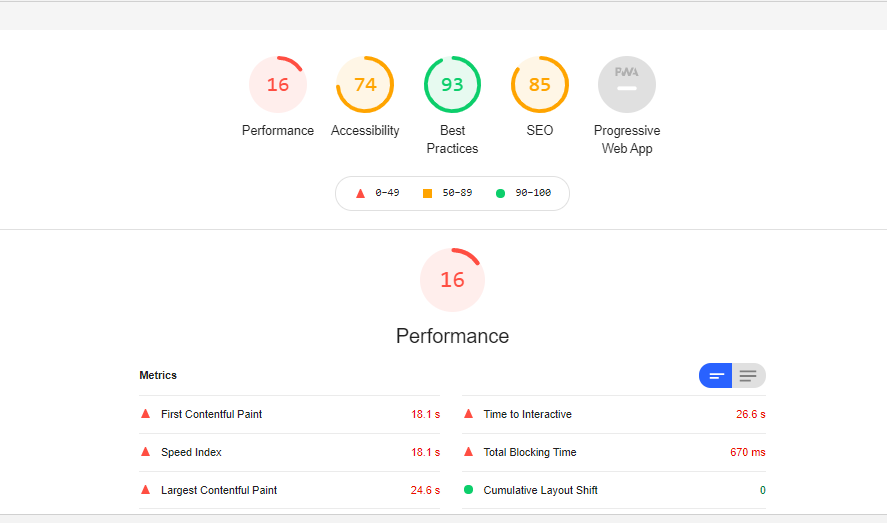 16 74 93 85 PWA
Performance Accessibility Best Practices SEO Progressive Web App
0–49 50–89 90–100
16
Performance
Metrics
First Contentful Paint 18.1 s Time to Interactive 26.6 s
Speed Index 18.1 s Total Blocking Time 670 ms
Largest Contentful Paint 24.6 s Cumulative Layout Shift 0